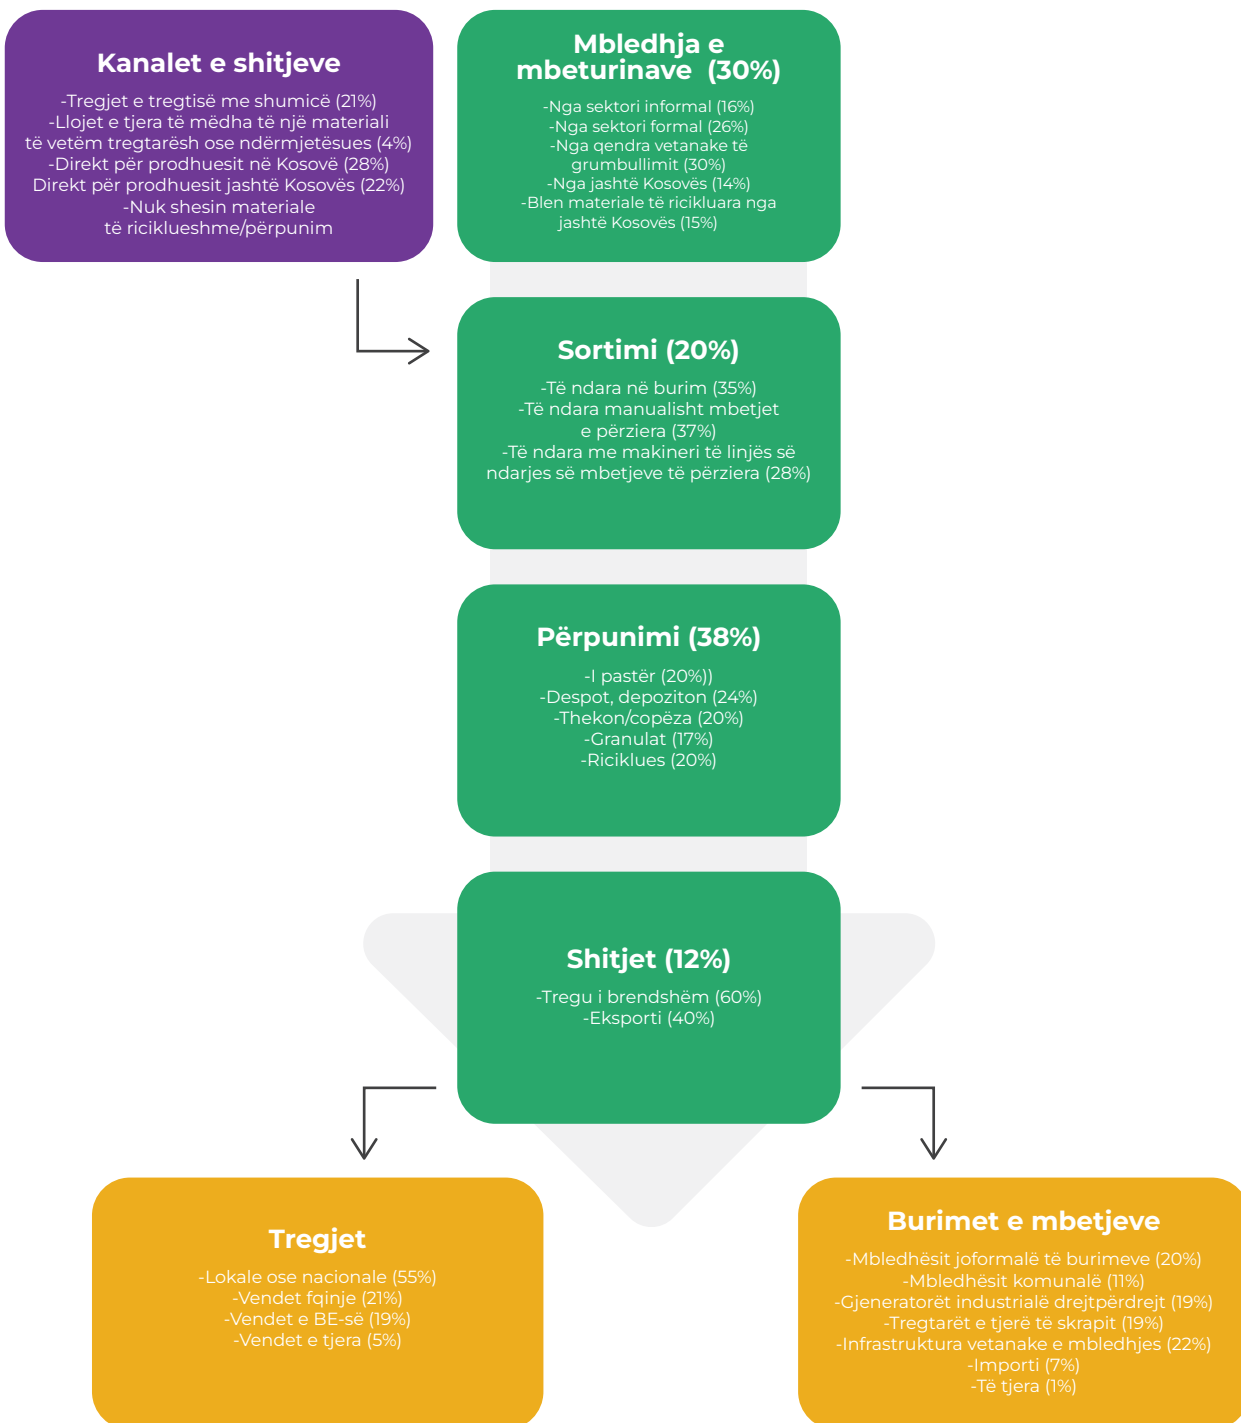 Kanalet e shitjeve
-Tregjet e tregtisë me shumicë (21%)
-Llojet e tjera të mëdha të një materiali
të vetëm tregtarësh ose ndërmjetësues (4%)
-Direkt për prodhuesit në Kosovë (28%)
Direkt për prodhuesit jashtë Kosovës (22%)
-Nuk shesin materiale
të riciklueshme/përpunim
Mbledhja e
mbeturinave (30%)
-Nga sektori informal (16%)
-Nga sektori formal (26%)
-Nga qendra vetanake të
grumbullimit (30%)
-Nga jashtë Kosovës (14%)
-Blen materiale të ricikluara nga
jashtë Kosovës (15%)
Sortimi (20%)
-Të ndara në burim (35%)
-Të ndara manualisht mbetjet
e përziera (37%)
-Të ndara me makineri të linjës së
ndarjes së mbetjeve të përziera (28%)
Përpunimi (38%)
-I pastër (20%))
-Despot, depoziton (24%)
-Thekon/copëza (20%)
-Granulat (17%)
-Riciklues (20%)
Shitjet (12%)
-Tregu i brendshëm (60%)
-Eksporti (40%)
Tregjet
-Lokale ose nacionale (55%)
-Vendet fqinje (21%)
-Vendet e BE-së (19%)
-Vendet e tjera (5%)
Burimet e mbetjeve
-Mbledhësit joformalë të burimeve (20%)
-Mbledhësit komunalë (11%)
-Gjeneratorët industrialë drejtpërdrejt (19%)
-Tregtarët e tjerë të skrapit (19%)
-Infrastruktura vetanake e mbledhjes (22%)
-Importi (7%)
-Të tjera (1%)